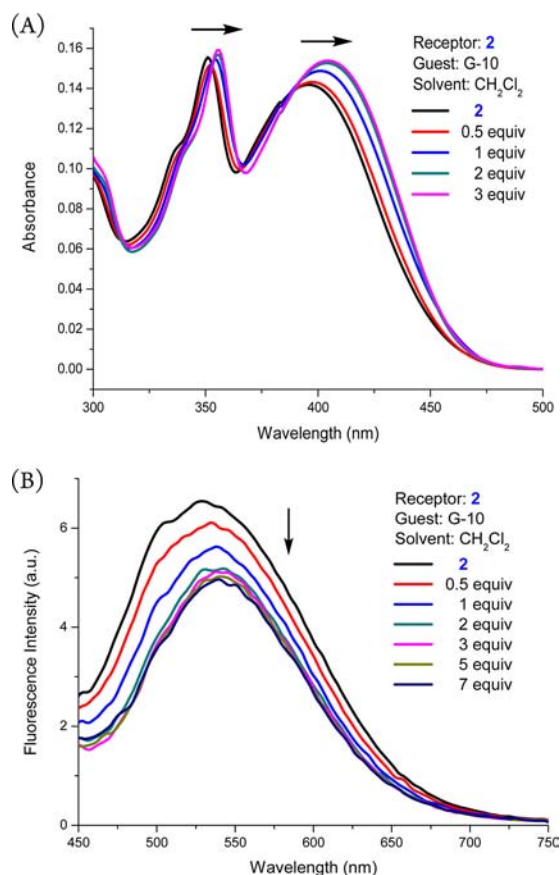 (A)
Receptor: 2
Guest: G-10
Solvent: CH₂Cl₂
2
0.5 equiv
1 equiv
2 equiv
3 equiv
Absorbance
0.16
0.14
0.12
0.10
0.08
0.06
0.04
0.02
0.00
300 350 400 450 500
Wavelength (nm)
(B)
Receptor: 2
Guest: G-10
Solvent: CH₂Cl₂
2
0.5 equiv
1 equiv
2 equiv
3 equiv
5 equiv
7 equiv
Fluorescence Intensity (a.u.)
6
4
2
0
450 500 550 600 650 700 750
Wavelength (nm)